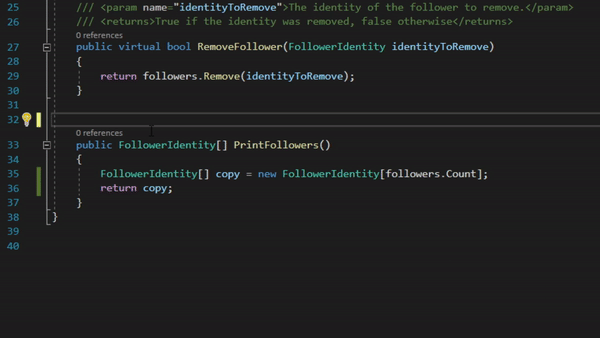 25 /// <param name="identityToRemove">The identity of the follower to remove.</param>
26 /// <returns>True if the identity was removed, false otherwise</returns>
0 references
27 public virtual bool RemoveFollower(FollowerIdentity identityToRemove)
28 {
29 return followers.Remove(identityToRemove);
30 }
31
32
0 references
33 public FollowerIdentity[] PrintFollowers()
34 {
35 FollowerIdentity[] copy = new FollowerIdentity[followers.Count];
36 return copy;
37 }
38 }
39
40